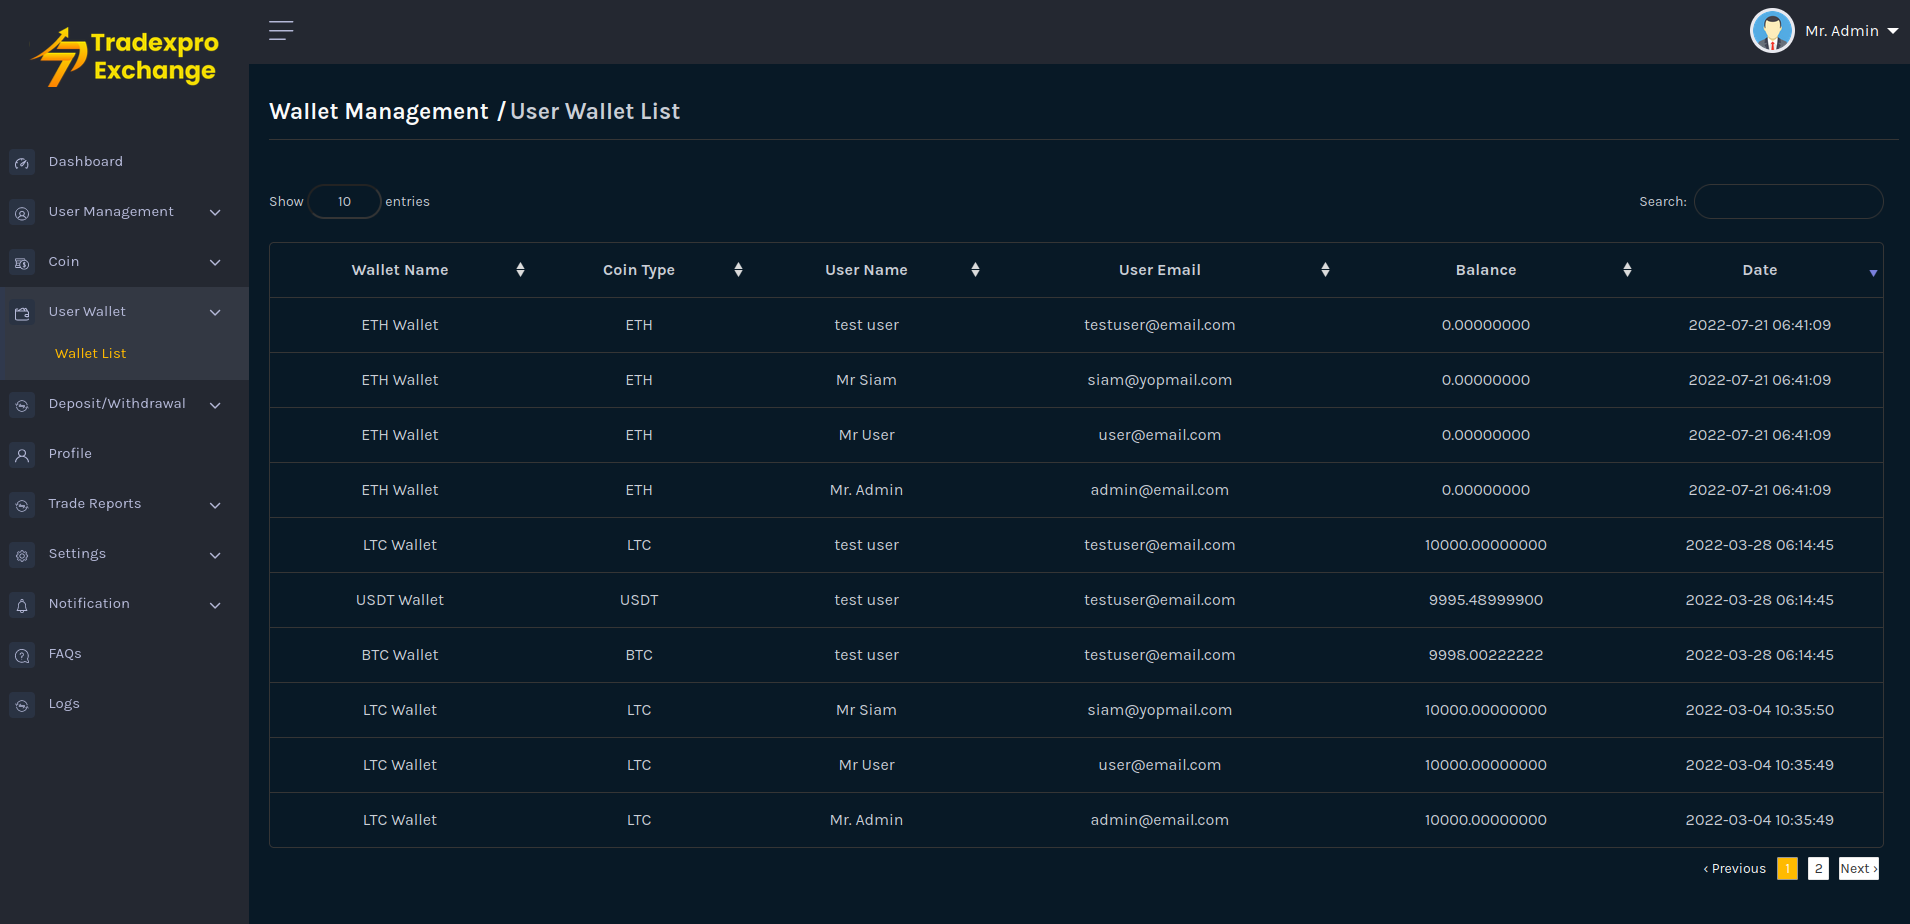 Tradexpro
Exchange
Mr. Admin
Wallet Management / User Wallet List
Dashboard
User Management
Coin
User Wallet
Wallet List
Deposit/Withdrawal
Profile
Trade Reports
Settings
Notification
FAQs
Logs
Show 10 entries
Search:
Wallet Name Coin Type User Name User Email Balance Date
ETH Wallet ETH test user testuser@email.com 0.00000000 2022-07-21 06:41:09
ETH Wallet ETH Mr Siam siam@yopmail.com 0.00000000 2022-07-21 06:41:09
ETH Wallet ETH Mr User user@email.com 0.00000000 2022-07-21 06:41:09
ETH Wallet ETH Mr. Admin admin@email.com 0.00000000 2022-07-21 06:41:09
LTC Wallet LTC test user testuser@email.com 10000.00000000 2022-03-28 06:14:45
USDT Wallet USDT test user testuser@email.com 9995.48999900 2022-03-28 06:14:45
BTC Wallet BTC test user testuser@email.com 9998.00222222 2022-03-28 06:14:45
LTC Wallet LTC Mr Siam siam@yopmail.com 10000.00000000 2022-03-04 10:35:50
LTC Wallet LTC Mr User user@email.com 10000.00000000 2022-03-04 10:35:49
LTC Wallet LTC Mr. Admin admin@email.com 10000.00000000 2022-03-04 10:35:49
‹ Previous 1 2 Next ›